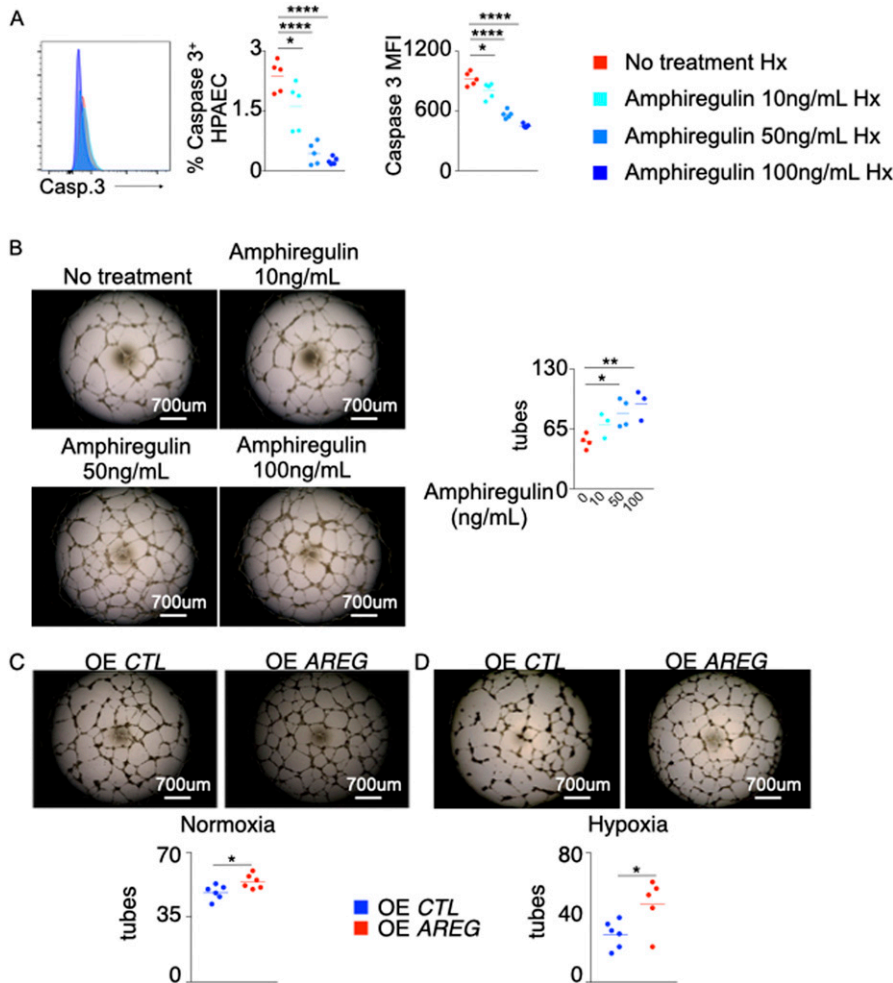 A
Casp.3
% Caspase 3+
HPAEC
****
****
*
3
1.5
0
Caspase 3 MFI
****
****
*
1200
600
0
No treatment Hx
Amphiregulin 10ng/mL Hx
Amphiregulin 50ng/mL Hx
Amphiregulin 100ng/mL Hx
B
No treatment
Amphiregulin
10ng/mL
700um
700um
Amphiregulin
50ng/mL
Amphiregulin
100ng/mL
700um
700um
**
*
130
65
0
tubes
Amphiregulin
(ng/mL)
0 10 50 100
C
OE CTL
OE AREG
700um
700um
Normoxia
*
70
35
0
tubes
D
OE CTL
OE AREG
700um
700um
Hypoxia
*
80
40
0
tubes
OE CTL
OE AREG